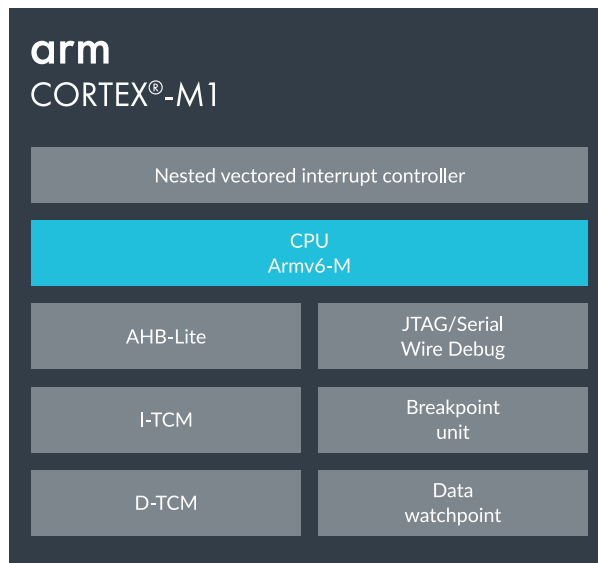 arm
CORTEX®-M1
Nested vectored interrupt controller
CPU
Armv6-M
AHB-Lite
JTAG/Serial
Wire Debug
I-TCM
Breakpoint
unit
D-TCM
Data
watchpoint